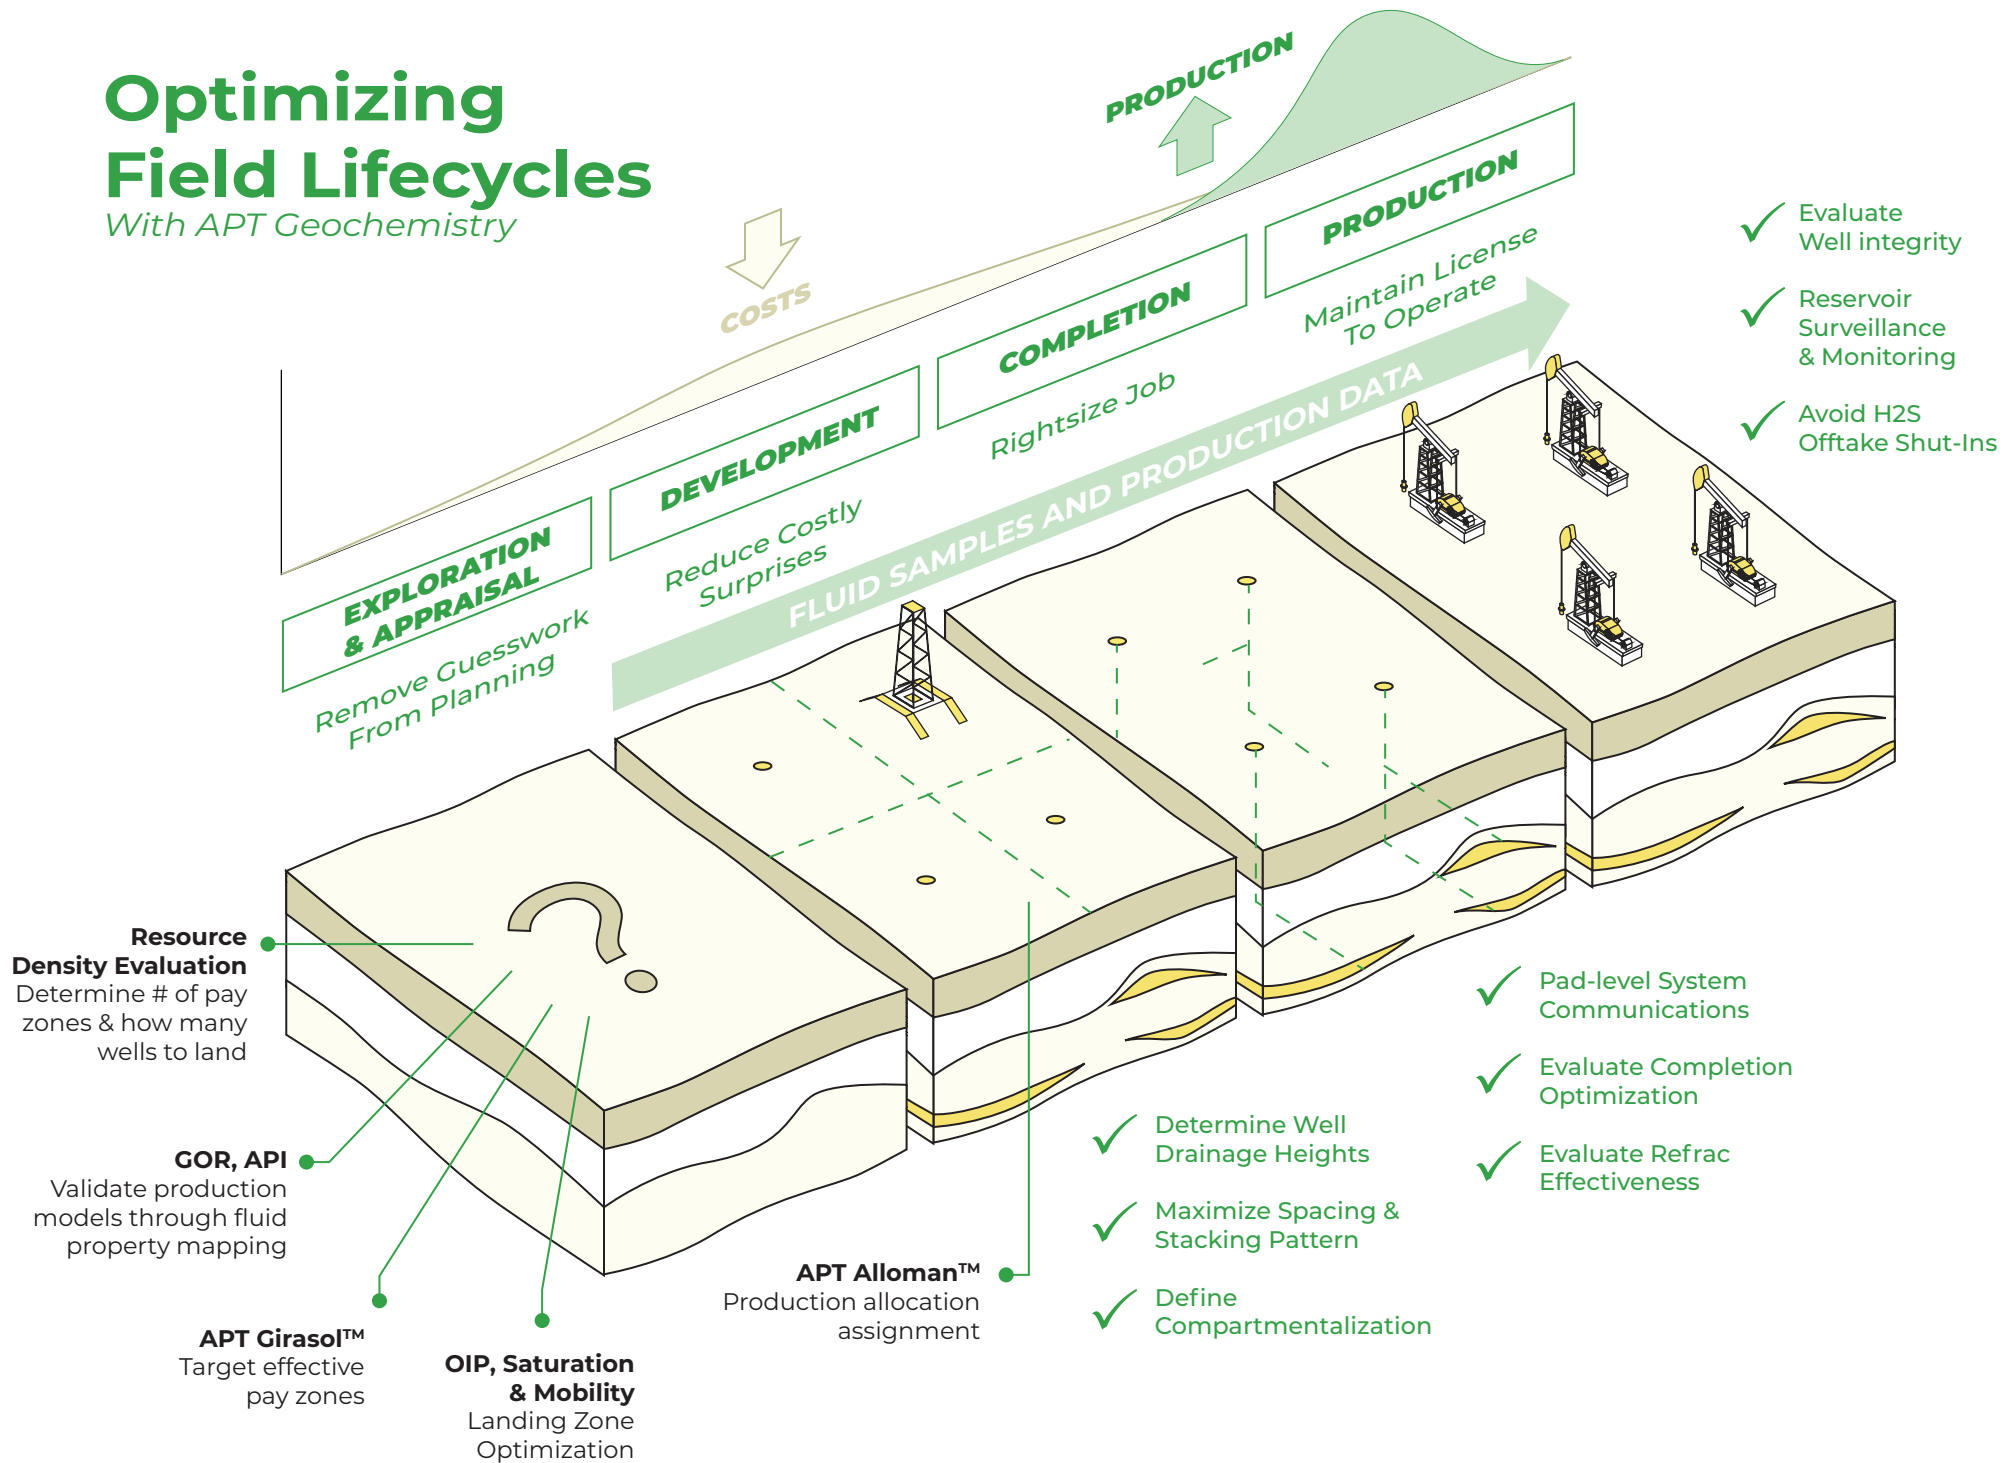 Optimizing
Field Lifecycles
With APT Geochemistry
PRODUCTION
COSTS
EXPLORATION
& APPRAISAL
Remove Guesswork
From Planning
DEVELOPMENT
Reduce Costly
Surprises
COMPLETION
Rightsize Job
PRODUCTION
Maintain License
To Operate
FLUID SAMPLES AND PRODUCTION DATA
Evaluate
Well integrity
Reservoir
Surveillance
& Monitoring
Avoid H2S
Offtake Shut-Ins
Resource
Density Evaluation
Determine # of pay
zones & how many
wells to land
GOR, API
Validate production
models through fluid
property mapping
APT Girasol™
Target effective
pay zones
OIP, Saturation
& Mobility
Landing Zone
Optimization
APT Alloman™
Production allocation
assignment
Determine Well
Drainage Heights
Maximize Spacing &
Stacking Pattern
Define
Compartmentalization
Pad-level System
Communications
Evaluate Completion
Optimization
Evaluate Refrac
Effectiveness